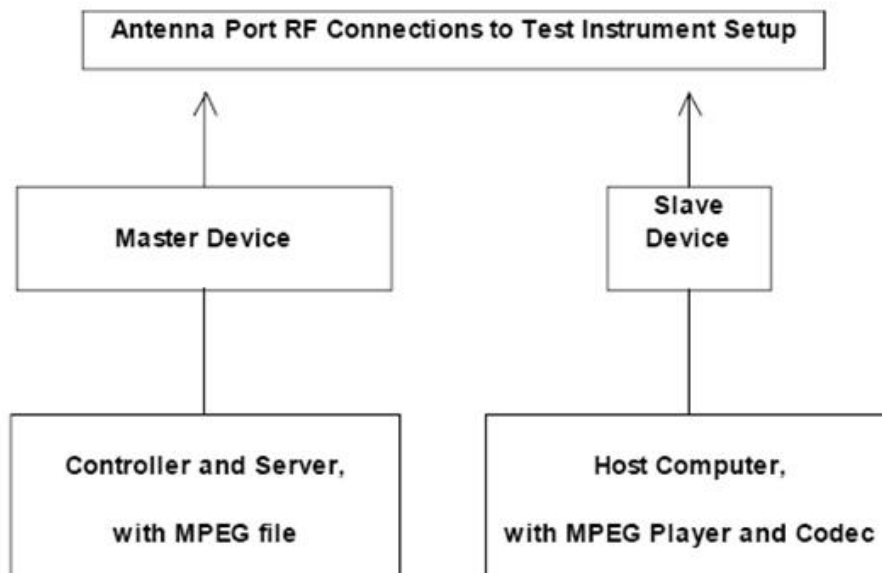 Antenna Port RF Connections to Test Instrument Setup
Master Device
Slave
Device
Controller and Server,
with MPEG file
Host Computer,
with MPEG Player and Codec